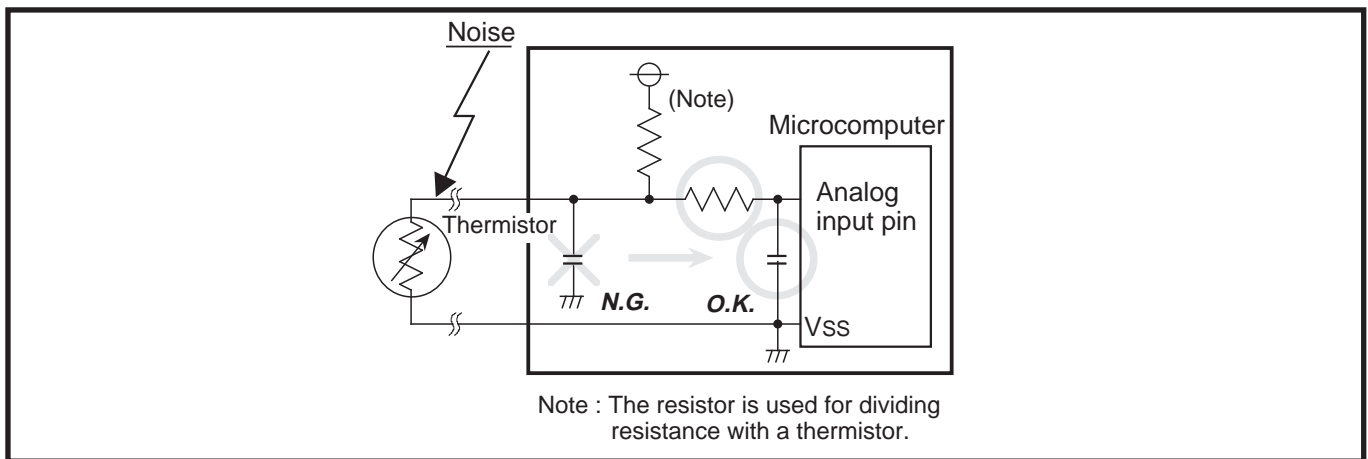 Noise
(Note)
Microcomputer
Analog
input pin
Thermistor
N.G.
O.K.
VSS
Note : The resistor is used for dividing
resistance with a thermistor.